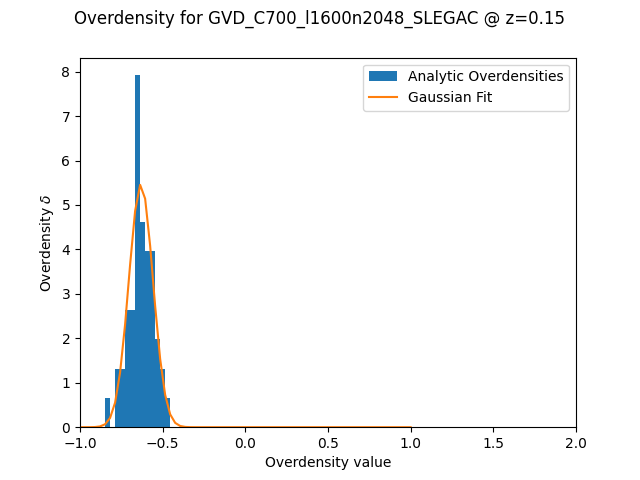 Overdensity for GVD_C700_l1600n2048_SLEGAC @ z=0.15
Analytic Overdensities
Gaussian Fit
8
7
6
5
4
3
2
1
0
Overdensity δ
−1.0 −0.5 0.0 0.5 1.0 1.5 2.0
Overdensity value